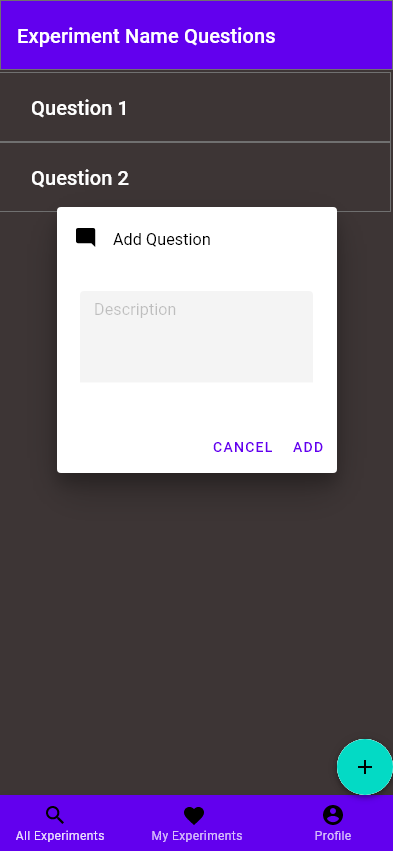 Experiment Name Questions
Question 1
Question 2
Add Question
Description
CANCEL ADD
All Experiments My Experiments Profile